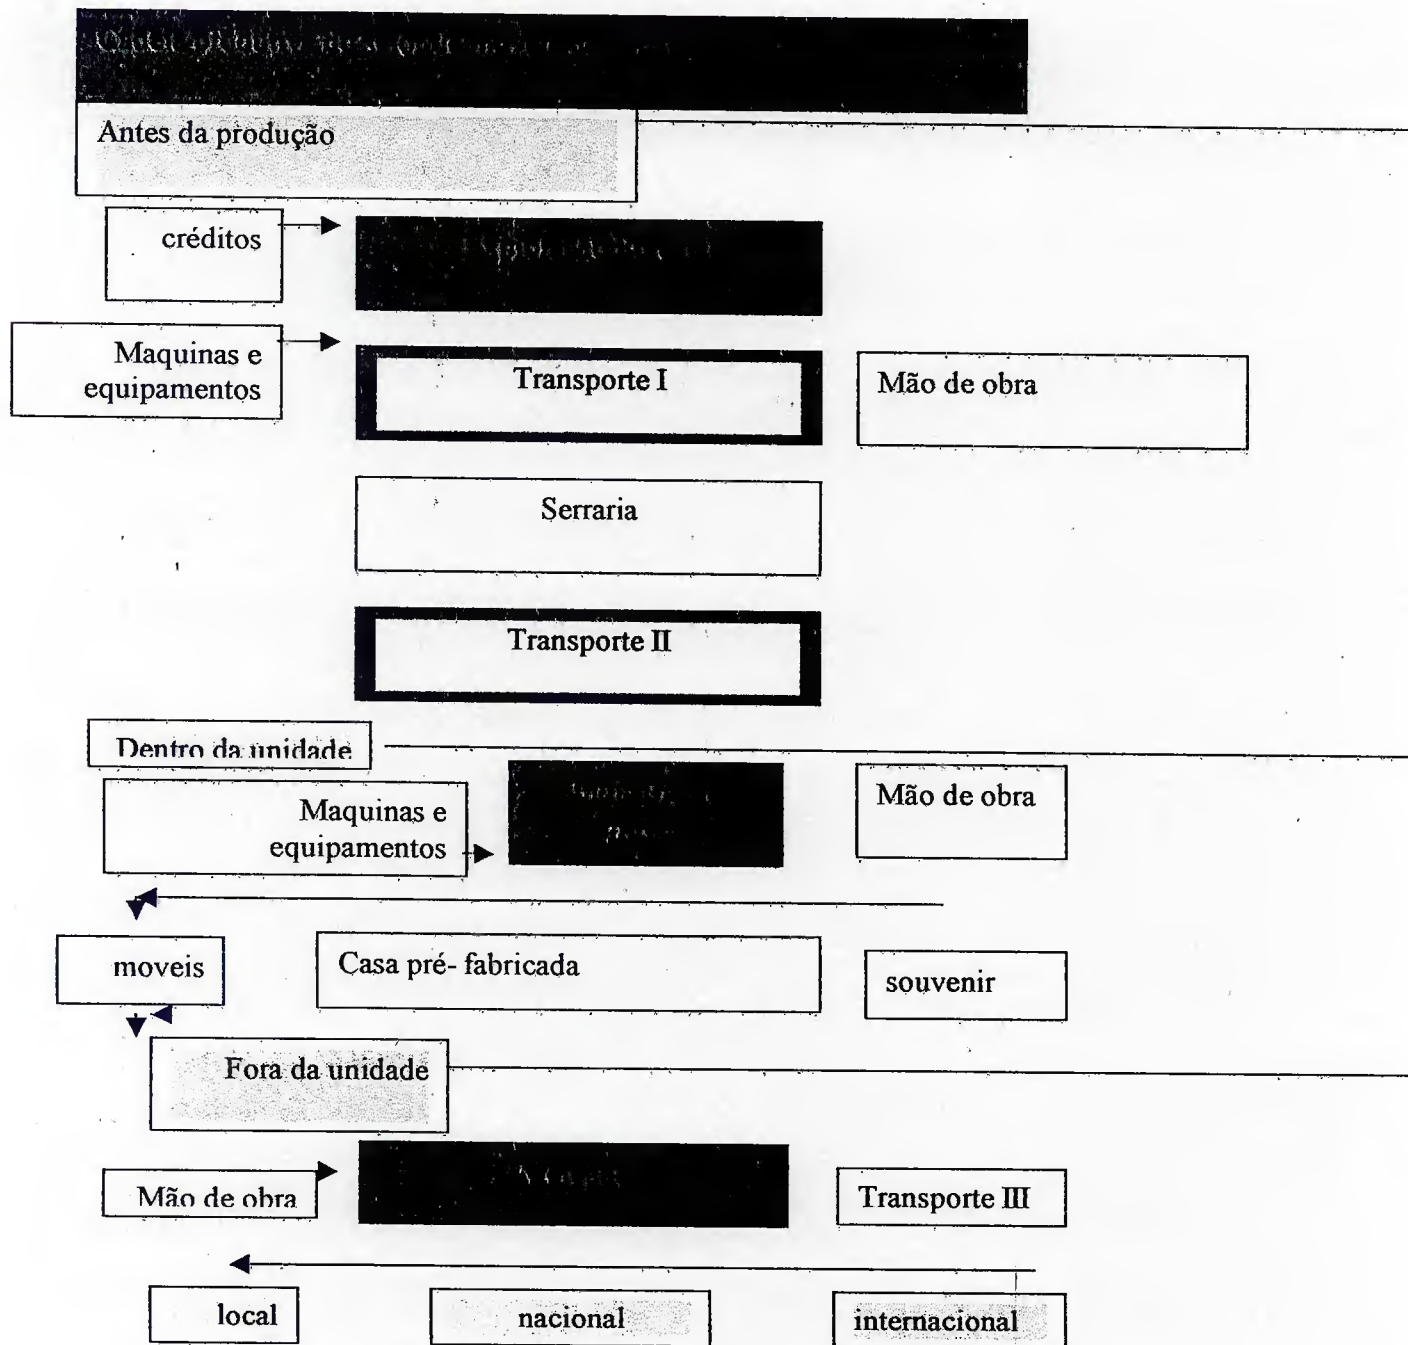 Antes da produção
créditos
Maquinas e
equipamentos
Transporte I
Mão de obra
Serraria
Transporte II
Dentro da unidade
Maquinas e
equipamentos
Mão de obra
moveis
Casa pré- fabricada
souvenir
Fora da unidade
Mão de obra
Transporte III
local
nacional
internacional